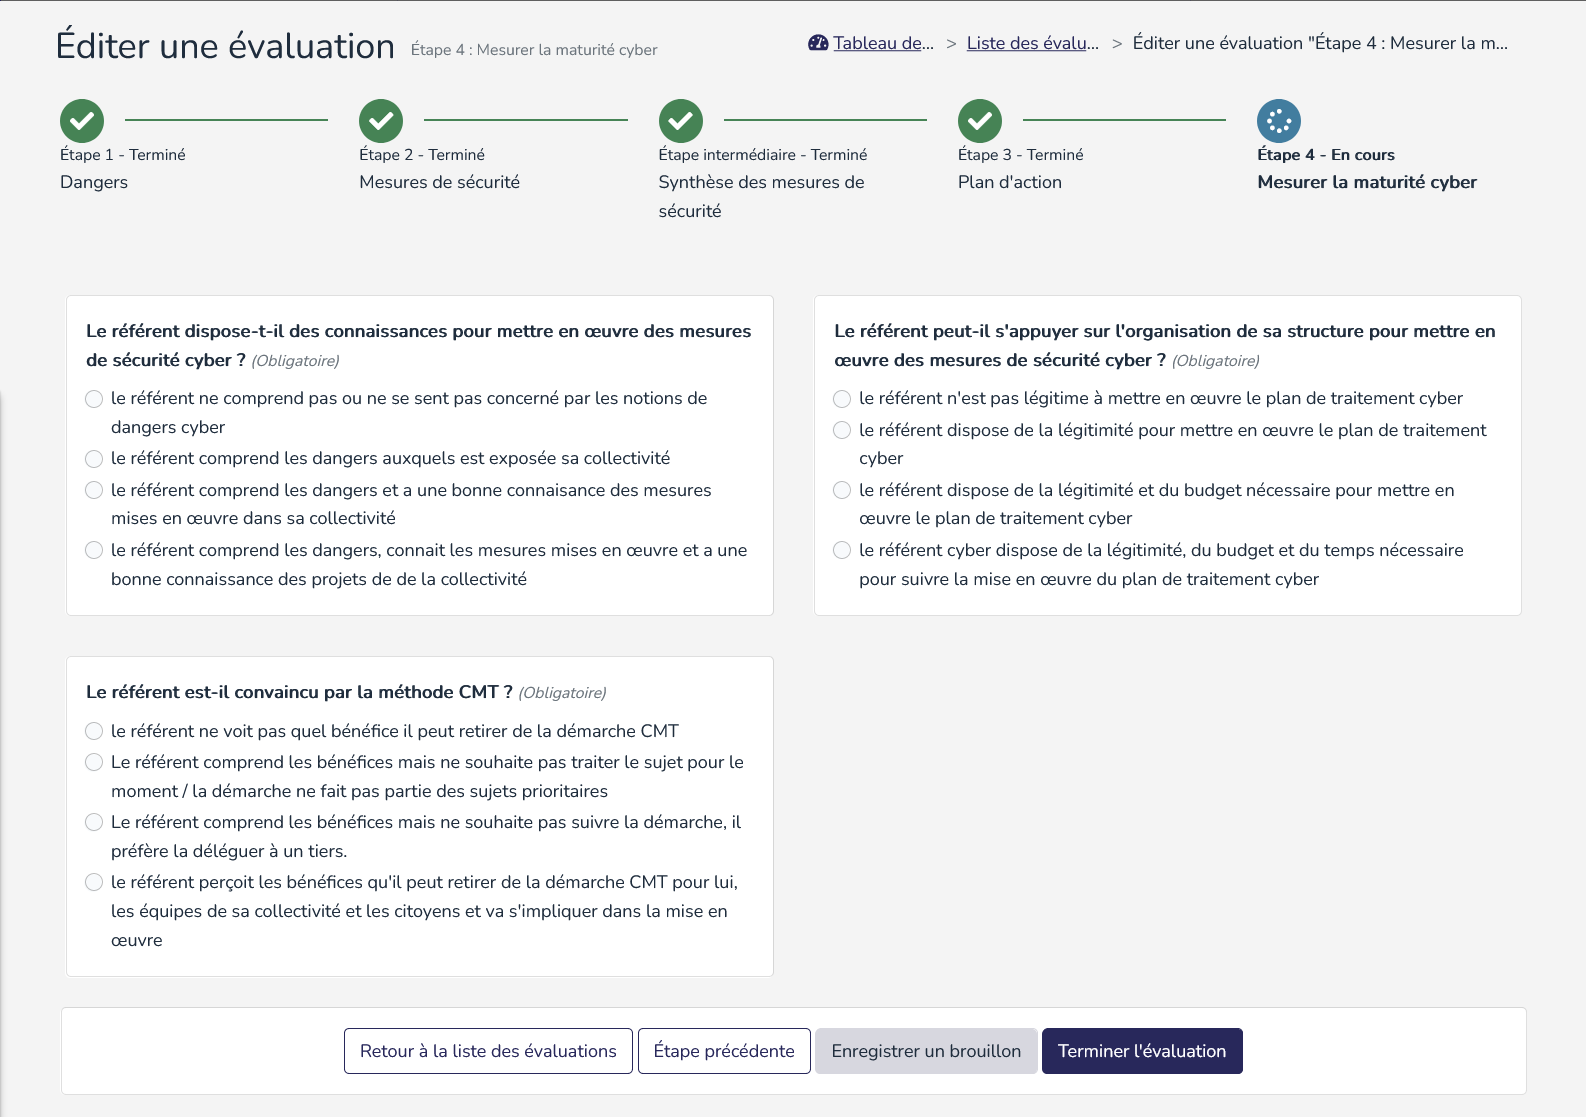 Éditer une évaluation Étape 4 : Mesurer la maturité cyber
Tableau de... > Liste des évalu... > Éditer une évaluation "Étape 4 : Mesurer la m...
Étape 1 - Terminé
Dangers
Étape 2 - Terminé
Mesures de sécurité
Étape intermédiaire - Terminé
Synthèse des mesures de
sécurité
Étape 3 - Terminé
Plan d'action
Étape 4 - En cours
Mesurer la maturité cyber
Le référent dispose-t-il des connaissances pour mettre en œuvre des mesures
de sécurité cyber ? (Obligatoire)
le référent ne comprend pas ou ne se sent pas concerné par les notions de
dangers cyber
le référent comprend les dangers auxquels est exposée sa collectivité
le référent comprend les dangers et a une bonne connaisance des mesures
mises en œuvre dans sa collectivité
le référent comprend les dangers, connait les mesures mises en œuvre et a une
bonne connaissance des projets de de la collectivité
Le référent peut-il s'appuyer sur l'organisation de sa structure pour mettre en
œuvre des mesures de sécurité cyber ? (Obligatoire)
le référent n'est pas légitime à mettre en œuvre le plan de traitement cyber
le référent dispose de la légitimité pour mettre en œuvre le plan de traitement
cyber
le référent dispose de la légitimité et du budget nécessaire pour mettre en
œuvre le plan de traitement cyber
le référent cyber dispose de la légitimité, du budget et du temps nécessaire
pour suivre la mise en œuvre du plan de traitement cyber
Le référent est-il convaincu par la méthode CMT ? (Obligatoire)
le référent ne voit pas quel bénéfice il peut retirer de la démarche CMT
Le référent comprend les bénéfices mais ne souhaite pas traiter le sujet pour le
moment / la démarche ne fait pas partie des sujets prioritaires
Le référent comprend les bénéfices mais ne souhaite pas suivre la démarche, il
préfère la déléguer à un tiers.
le référent perçoit les bénéfices qu'il peut retirer de la démarche CMT pour lui,
les équipes de sa collectivité et les citoyens et va s'impliquer dans la mise en
œuvre
Retour à la liste des évaluations
Étape précédente
Enregistrer un brouillon
Terminer l'évaluation